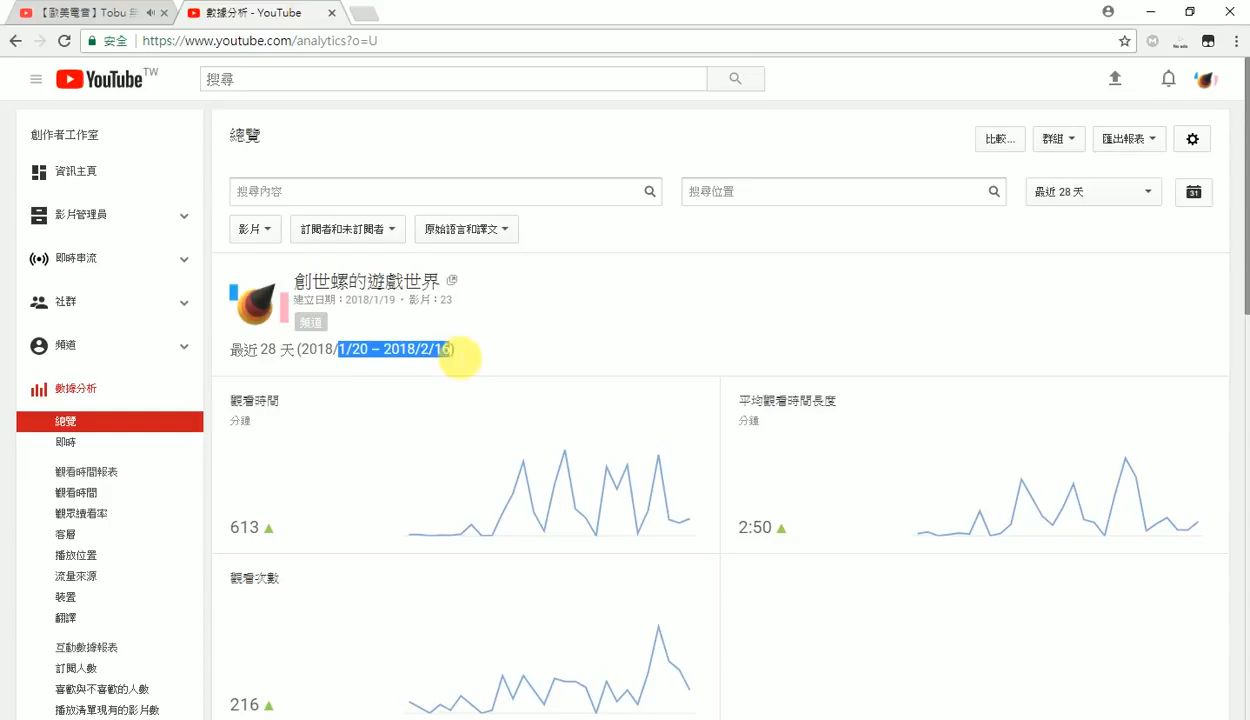 【歐美電音】Tobu
數據分析 - YouTube
安全
https://www.youtube.com/analytics?o=U
YouTube TW
搜尋
創作者工作室
資訊主頁
影片管理員
即時串流
社群
頻道
數據分析
總覽
即時
觀看時間報表
觀看時間
觀眾續看率
客層
播放位置
流量來源
裝置
翻譯
互動數據報表
訂閱人數
喜歡與不喜歡的人數
播放清單現有的影片數
總覽
比較...
群組
匯出報表
搜尋內容
搜尋位置
最近 28 天
31
影片
訂閱者和未訂閱者
原始語言和譯文
創世螺的遊戲世界
建立日期:2018/1/19 · 影片:23
頻道
最近 28 天 (2018/1/20 – 2018/2/16)
觀看時間
分鐘
613
平均觀看時間長度
分鐘
2:50
觀看次數
216